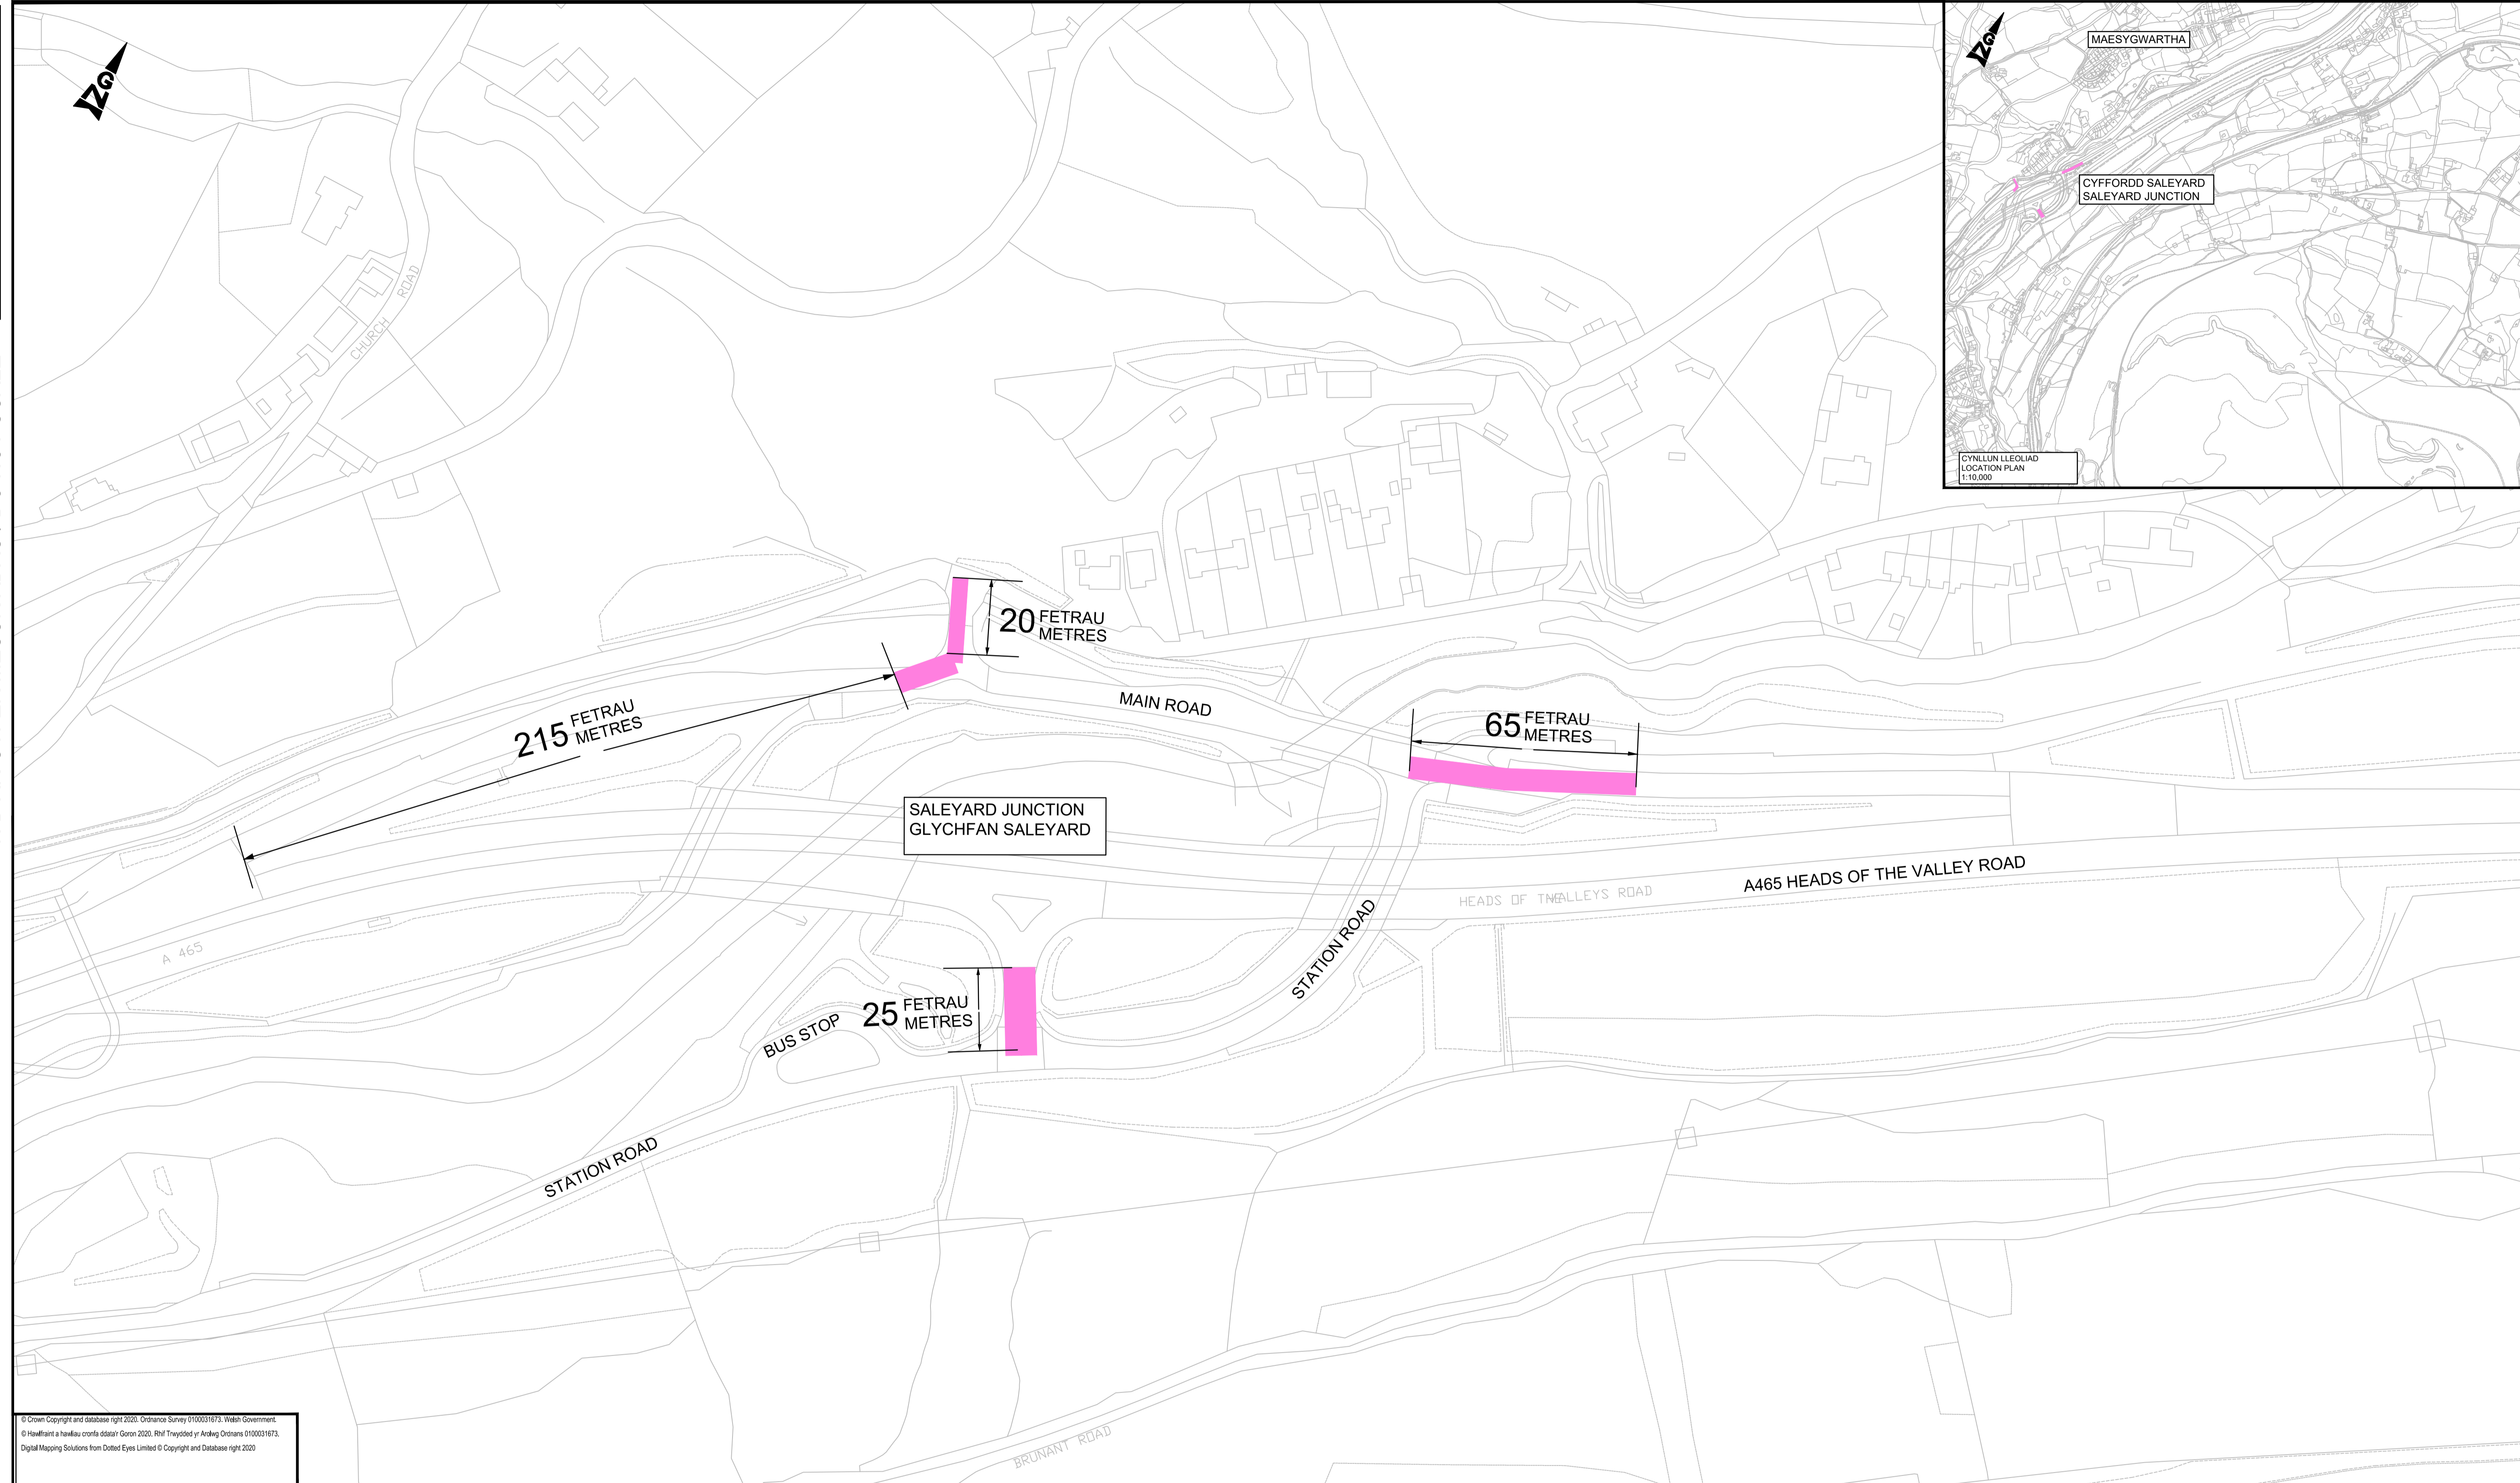 MAESYGWARTHA
CYFFORDD SALEYARD
SALEYARD JUNCTION
CYNLLUN LLEOLIAD
LOCATION PLAN
1:10,000
CHURCH ROAD
20 FETRAU
METRES
215 FETRAU
METRES
MAIN ROAD
65 FETRAU
METRES
SALEYARD JUNCTION
GLYCHFAN SALEYARD
A465 HEADS OF THE VALLEY ROAD
HEADS OF THE VALLEYS ROAD
A 465
STATION ROAD
25 FETRAU
METRES
BUS STOP
STATION ROAD
BRUNANT ROAD
© Crown Copyright and database right 2020. Ordnance Survey 0100031673. Welsh Government.
© Hawlfraint a hawliau cronfa ddata'r Goron 2020. Rhif Trwydded yr Arolwg Ordnans 0100031673.
Digital Mapping Solutions from Dotted Eyes Limited © Copyright and Database right 2020